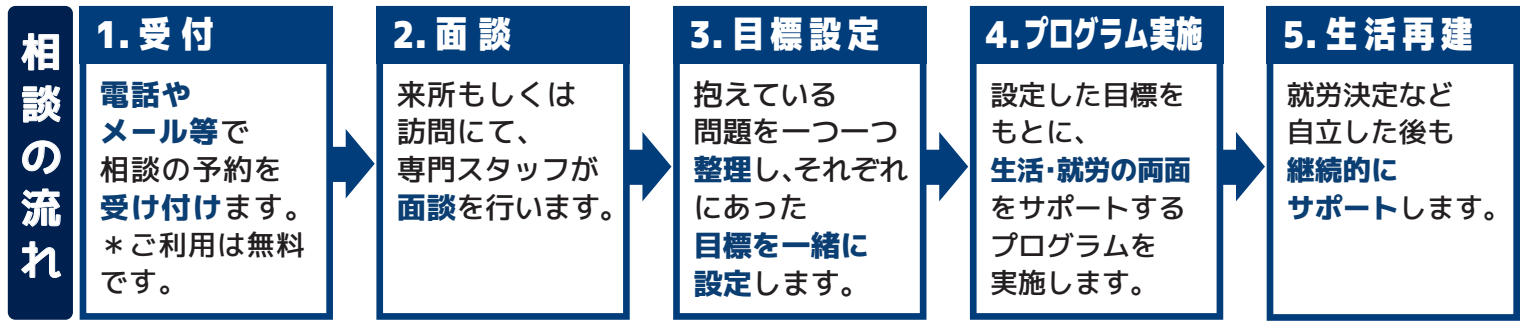 相談の流れ
1.受付
電話や
メール等で
相談の予約を
受け付けます。
＊ご利用は無料
です。
2.面談
来所もしくは
訪問にて、
専門スタッフが
面談を行います。
3.目標設定
抱えている
問題を一つ一つ
整理し、それぞれ
にあった
目標を一緒に
設定します。
4.プログラム実施
設定した目標を
もとに、
生活・就労の両面
をサポートする
プログラムを
実施します。
5.生活再建
就労決定など
自立した後も
継続的に
サポートします。